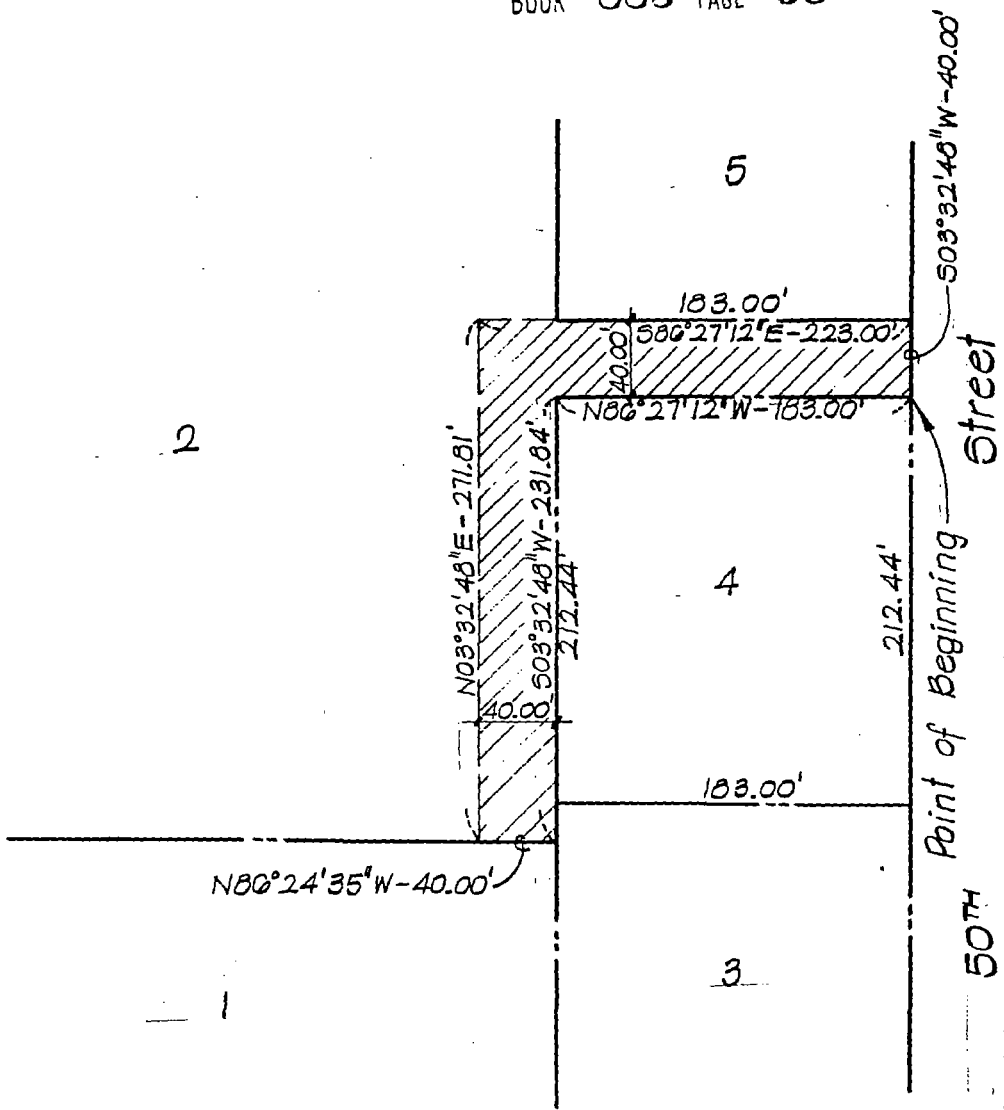 BOOK PAGE
5
S03°32'48"W-40.00'
183.00'
S86°27'12"E-223.00'
40.00'
N86°27'12"W-183.00'
Street
2
N03°32'48"E-271.81'
S03°32'48"W-231.84'
212.44'
4
212.44'
Point of Beginning
40.00'
183.00'
N86°24'35"W-40.00'
50TH
3
1